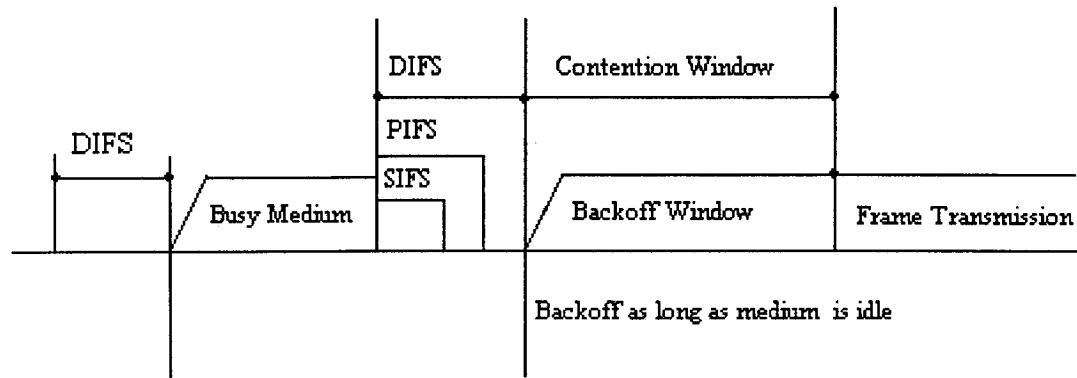 DIFS
Contention Window
DIFS
PIFS
SIFS
Busy Medium
Backoff Window
Frame Transmission
Backoff as long as medium is idle